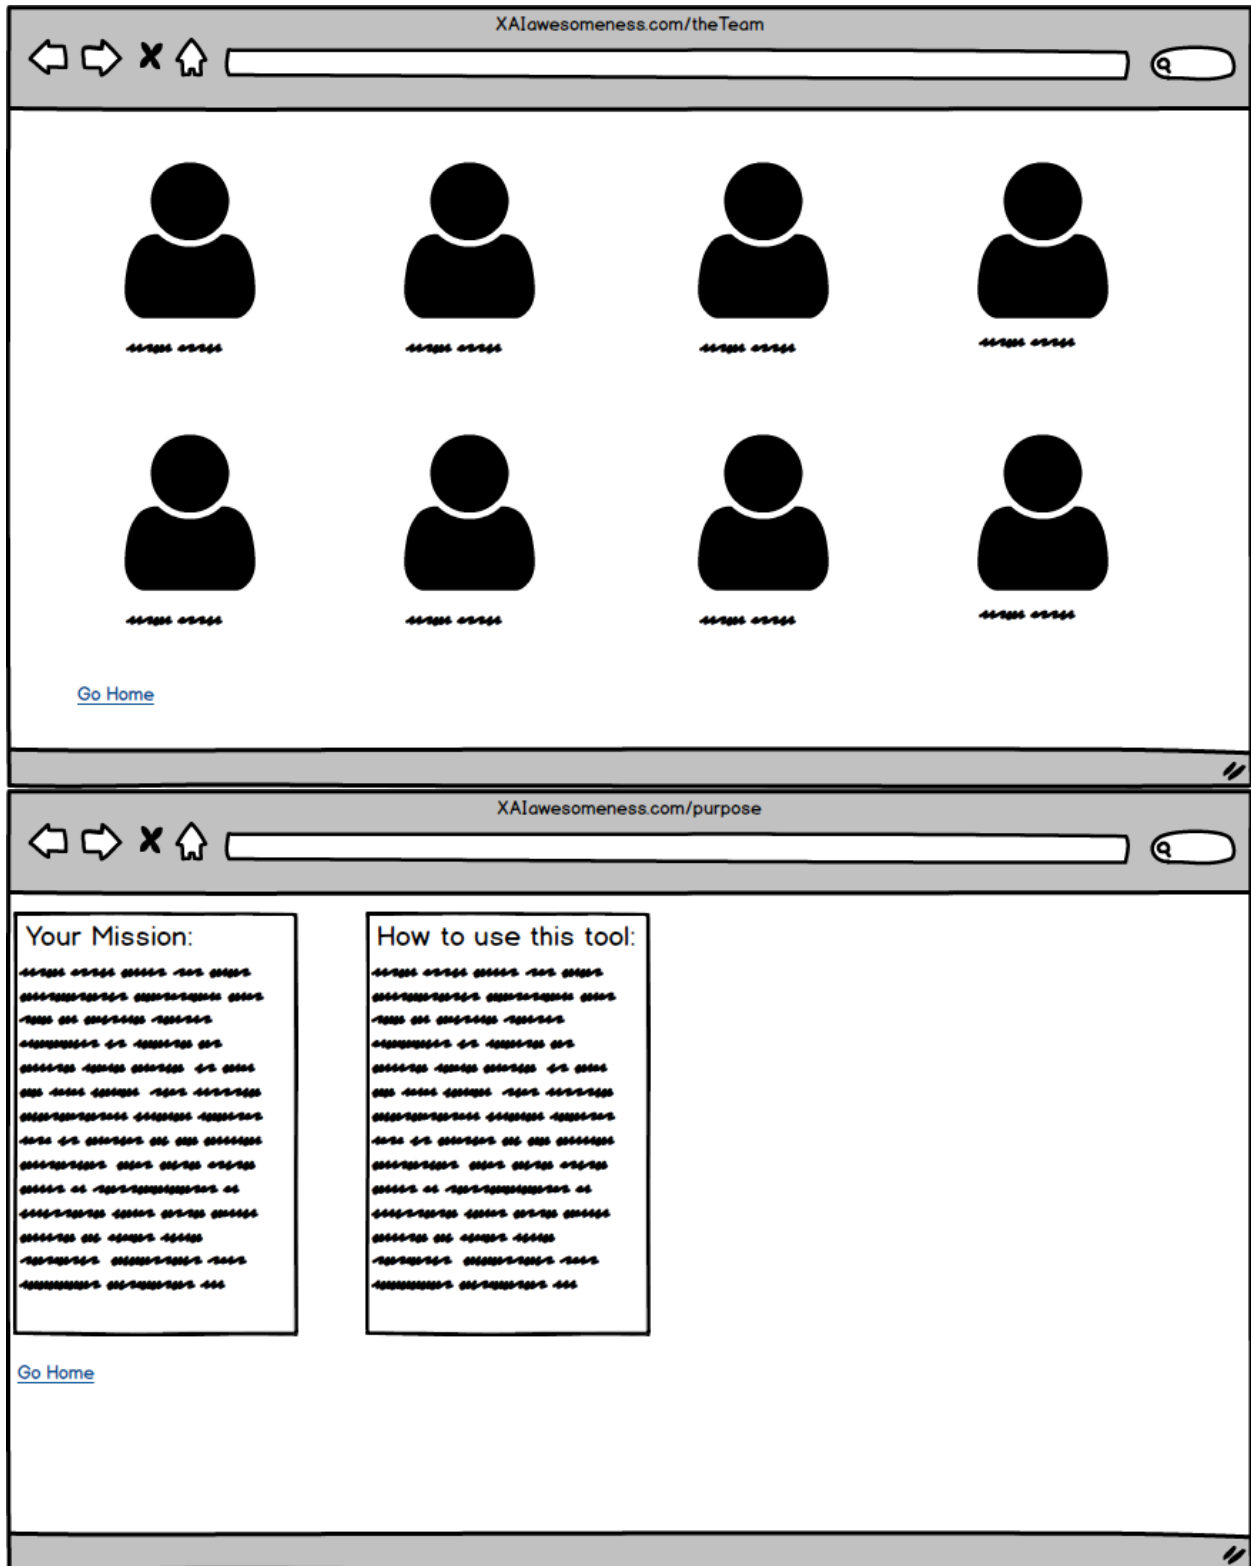 XAIawesomeness.com/theTeam
Go Home
XAIawesomeness.com/purpose
Your Mission:
How to use this tool:
Go Home